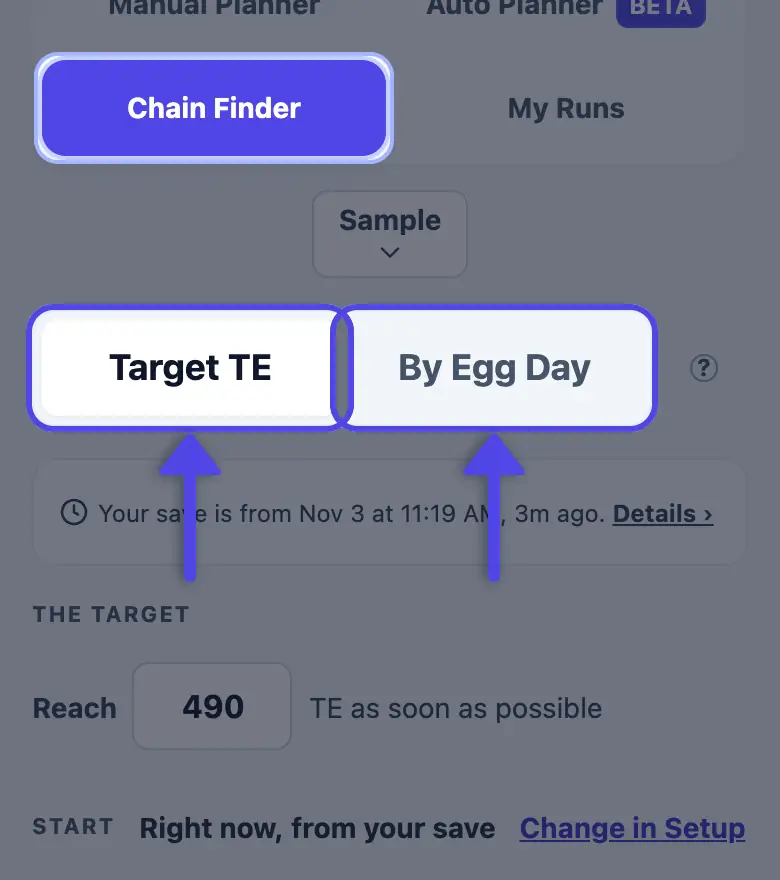 Manual Planner
Auto Planner BETA
Chain Finder
My Runs
Sample
Target TE
By Egg Day
?
Your save is from Nov 3 at 11:19 AM, 3m ago. Details ›
THE TARGET
Reach 490 TE as soon as possible
START Right now, from your save Change in Setup